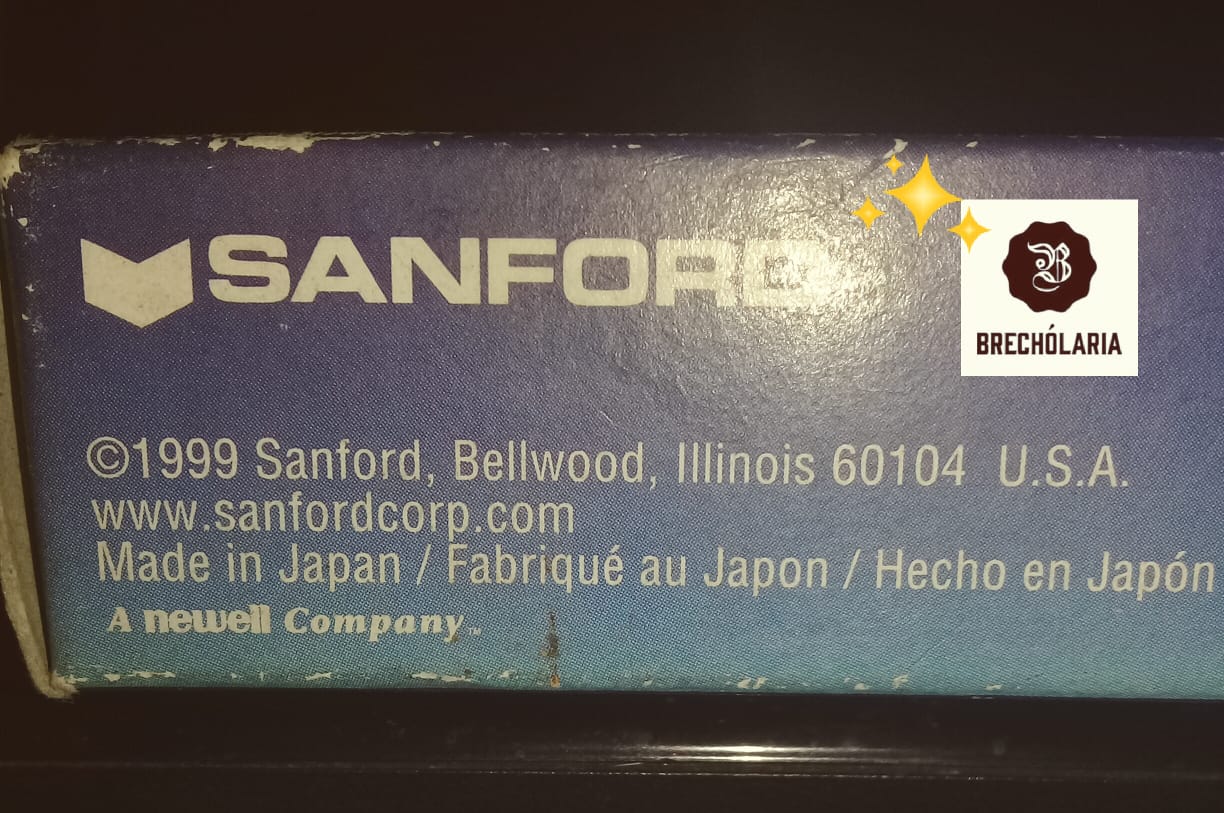 SANFORD
B
BRECHÓLARIA
©1999 Sanford, Bellwood, Illinois 60104 U.S.A.
www.sanfordcorp.com
Made in Japan / Fabriqué au Japon / Hecho en Japón
A newell Company™